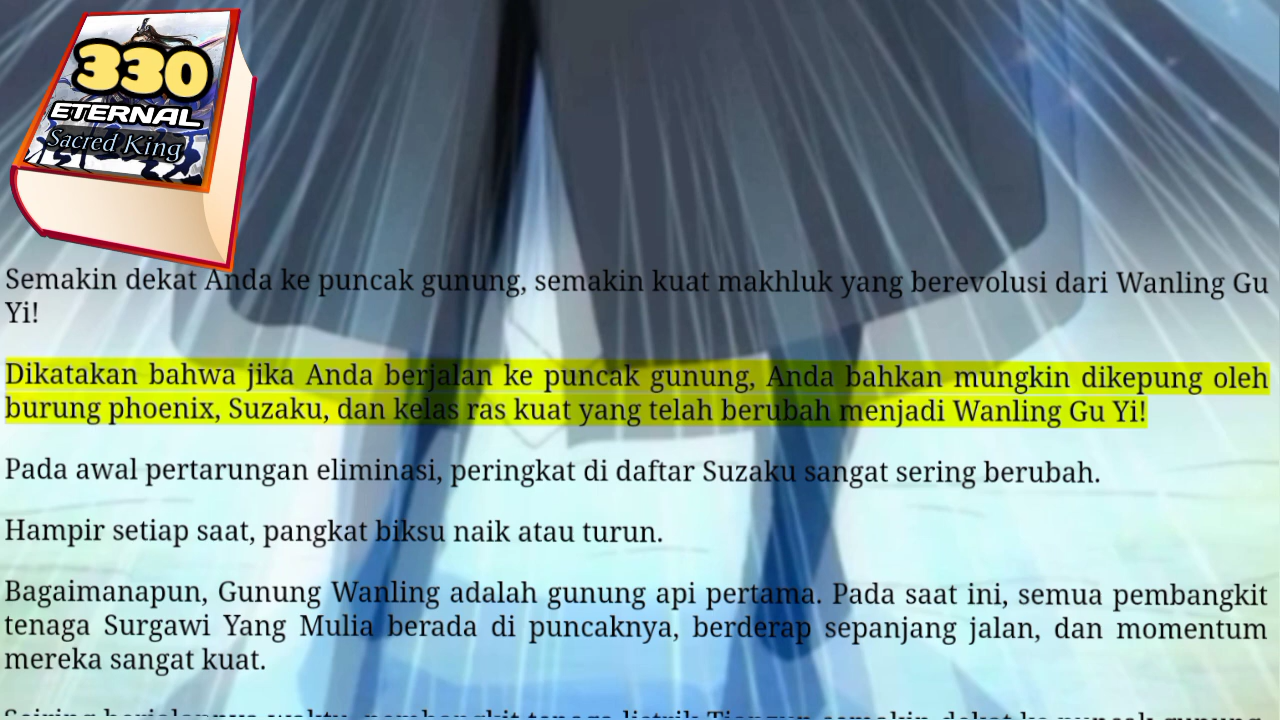 330
ETERNAL
Sacred King
Semakin dekat Anda ke puncak gunung, semakin kuat makhluk yang berevolusi dari Wanling Gu
Yi!
Dikatakan bahwa jika Anda berjalan ke puncak gunung, Anda bahkan mungkin dikepung oleh
burung phoenix, Suzaku, dan kelas ras kuat yang telah berubah menjadi Wanling Gu Yi!
Pada awal pertarungan eliminasi, peringkat di daftar Suzaku sangat sering berubah.
Hampir setiap saat, pangkat biksu naik atau turun.
Bagaimanapun, Gunung Wanling adalah gunung api pertama. Pada saat ini, semua pembangkit
tenaga Surgawi Yang Mulia berada di puncaknya, berderap sepanjang jalan, dan momentum
mereka sangat kuat.